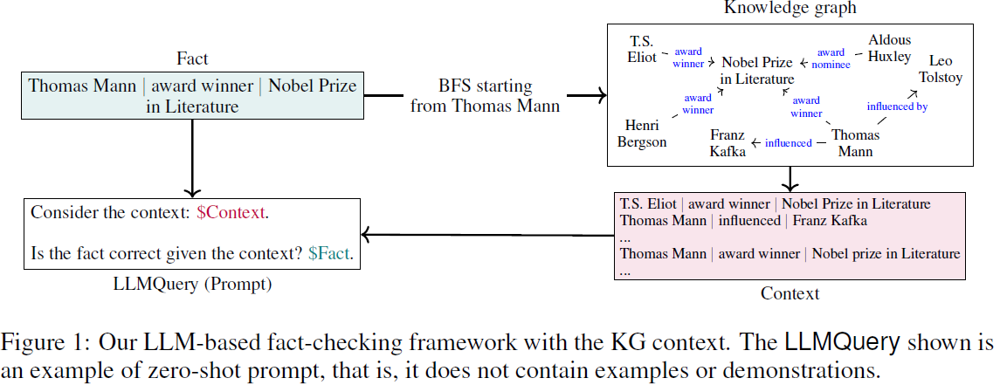 Fact
Thomas Mann | award winner | Nobel Prize
in Literature
BFS starting
from Thomas Mann
Knowledge graph
T.S.
Eliot
award
winner
Nobel Prize
in Literature
award
nominee
Aldous
Huxley
Leo
Tolstoy
Henri
Bergson
award
winner
award
winner
influenced by
Franz
Kafka
influenced
Thomas
Mann
Consider the context: $Context.
Is the fact correct given the context? $Fact.
LLMQuery (Prompt)
T.S. Eliot | award winner | Nobel Prize in Literature
Thomas Mann | influenced | Franz Kafka
...
Thomas Mann | award winner | Nobel prize in Literature
...
Context
Figure 1: Our LLM-based fact-checking framework with the KG context. The LLMQuery shown is
an example of zero-shot prompt, that is, it does not contain examples or demonstrations.